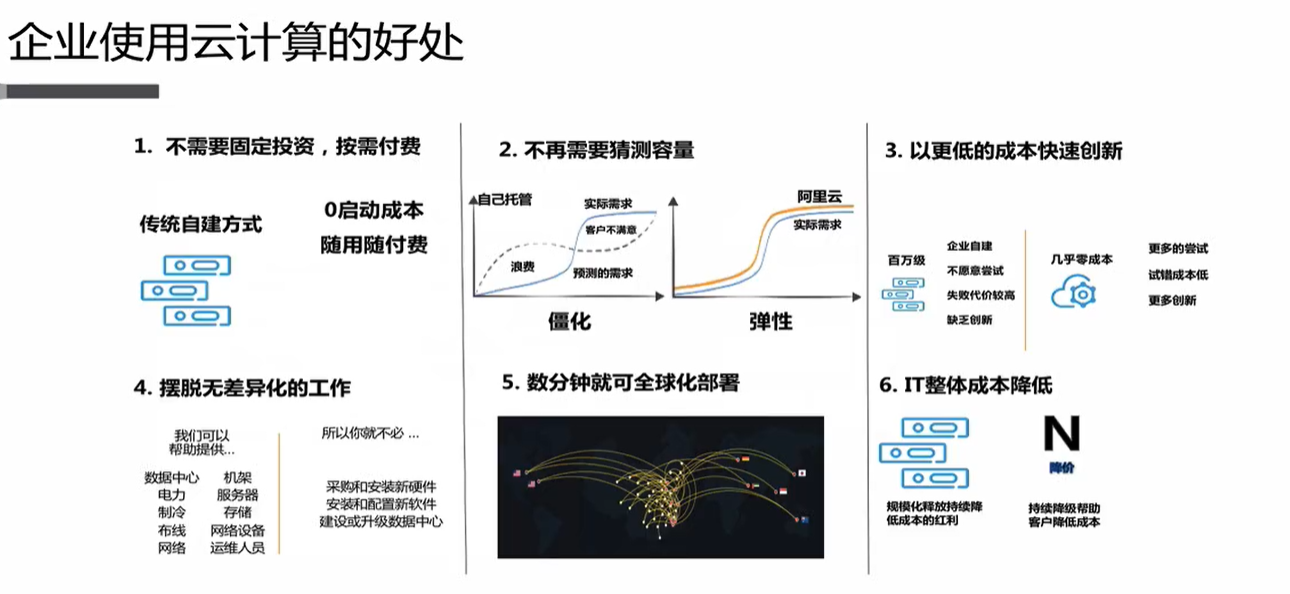 企业使用云计算的好处
1. 不需要固定投资，按需付费
传统自建方式
0启动成本
随用随付费
2. 不再需要猜测容量
自己托管
实际需求
客户不满意
浪费
预测的需求
僵化
阿里云
实际需求
弹性
3. 以更低的成本快速创新
百万级
企业自建
不愿意尝试
失败代价较高
缺乏创新
几乎零成本
更多的尝试
试错成本低
更多创新
4. 摆脱无差异化的工作
我们可以
帮助提供...
数据中心 机架
电力 服务器
制冷 存储
布线 网络设备
网络 运维人员
所以你就不必 ...
采购和安装新硬件
安装和配置新软件
建设或升级数据中心
5. 数分钟就可全球化部署
6. IT整体成本降低
规模化释放持续降
低成本的红利
N
降价
持续降级帮助
客户降低成本